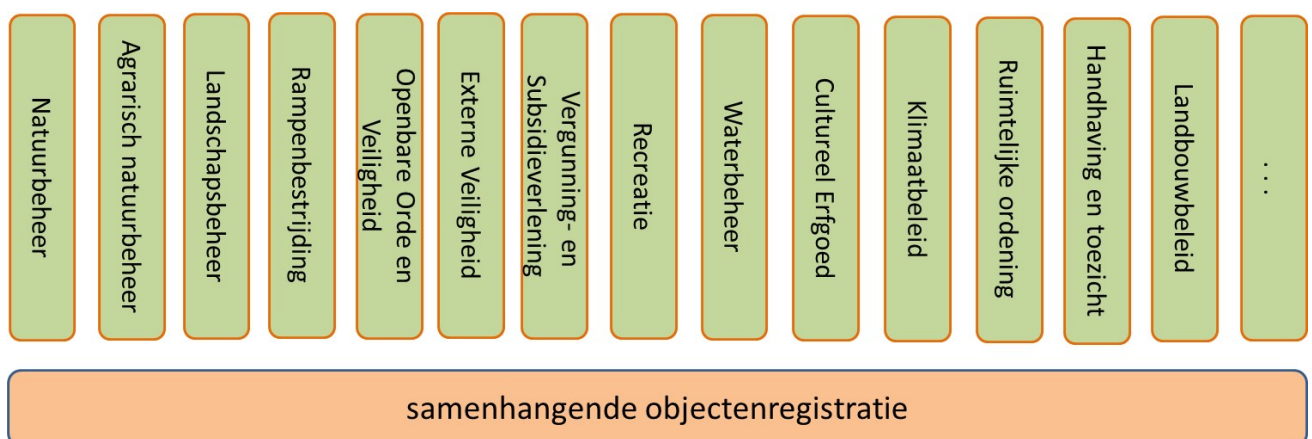 Natuurbeheer
Agrarisch natuurbeheer
Landschapsbeheer
Rampenbestrijding
Openbare Orde en
Veiligheid
Externe Veiligheid
Vergunning- en
Subsidieverlening
Recreatie
Waterbeheer
Cultureel Erfgoed
Klimaatbeleid
Ruimtelijke ordening
Handhaving en toezicht
Landbouwbeleid
...
samenhangende objectenregistratie